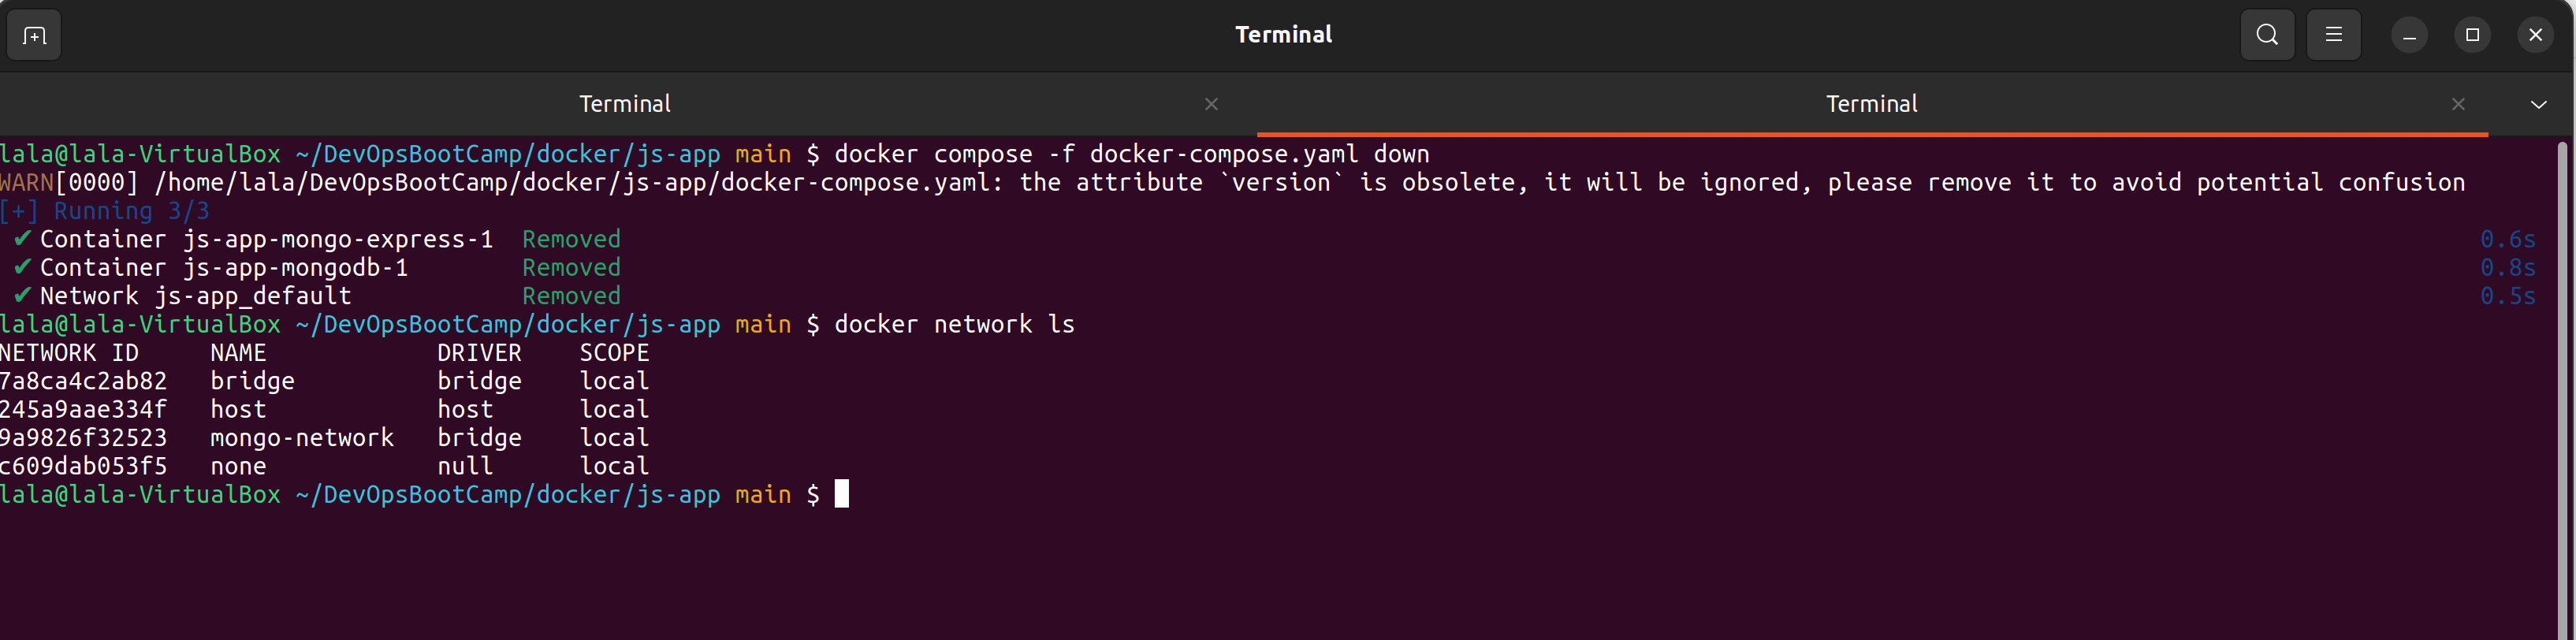 Terminal
Terminal
Terminal
lala@lala-VirtualBox ~/DevOpsBootCamp/docker/js-app main $ docker compose -f docker-compose.yaml down
WARN[0000] /home/lala/DevOpsBootCamp/docker/js-app/docker-compose.yaml: the attribute `version` is obsolete, it will be ignored, please remove it to avoid potential confusion
[+] Running 3/3
✔ Container js-app-mongo-express-1 Removed 0.6s
✔ Container js-app-mongodb-1 Removed 0.8s
✔ Network js-app_default Removed 0.5s
lala@lala-VirtualBox ~/DevOpsBootCamp/docker/js-app main $ docker network ls
NETWORK ID NAME DRIVER SCOPE
7a8ca4c2ab82 bridge bridge local
245a9aae334f host host local
9a9826f32523 mongo-network bridge local
c609dab053f5 none null local
lala@lala-VirtualBox ~/DevOpsBootCamp/docker/js-app main $